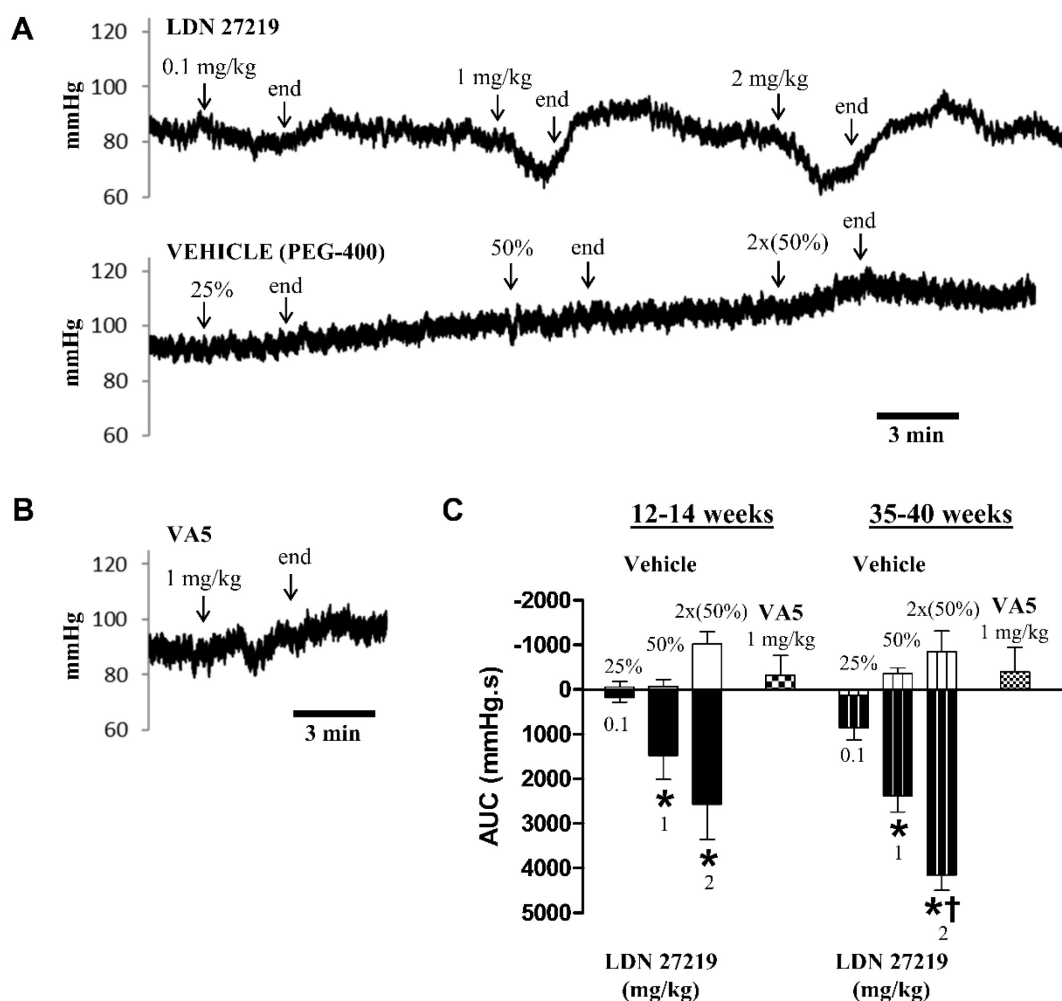 A
LDN 27219
120
100
80
60
mmHg
0.1 mg/kg
end
1 mg/kg
end
2 mg/kg
end
VEHICLE (PEG-400)
120
100
80
60
mmHg
25%
end
50%
end
2x(50%)
end
3 min
B
VA5
120
100
80
60
mmHg
1 mg/kg
end
3 min
C
12-14 weeks
35-40 weeks
Vehicle
Vehicle
AUC (mmHg.s)
-2000
-1000
0
1000
2000
3000
4000
5000
25%
50%
2x(50%)
VA5
1 mg/kg
25%
50%
2x(50%)
VA5
1 mg/kg
0.1
*
1
*
2
0.1
*
1
*†
2
LDN 27219
(mg/kg)
LDN 27219
(mg/kg)